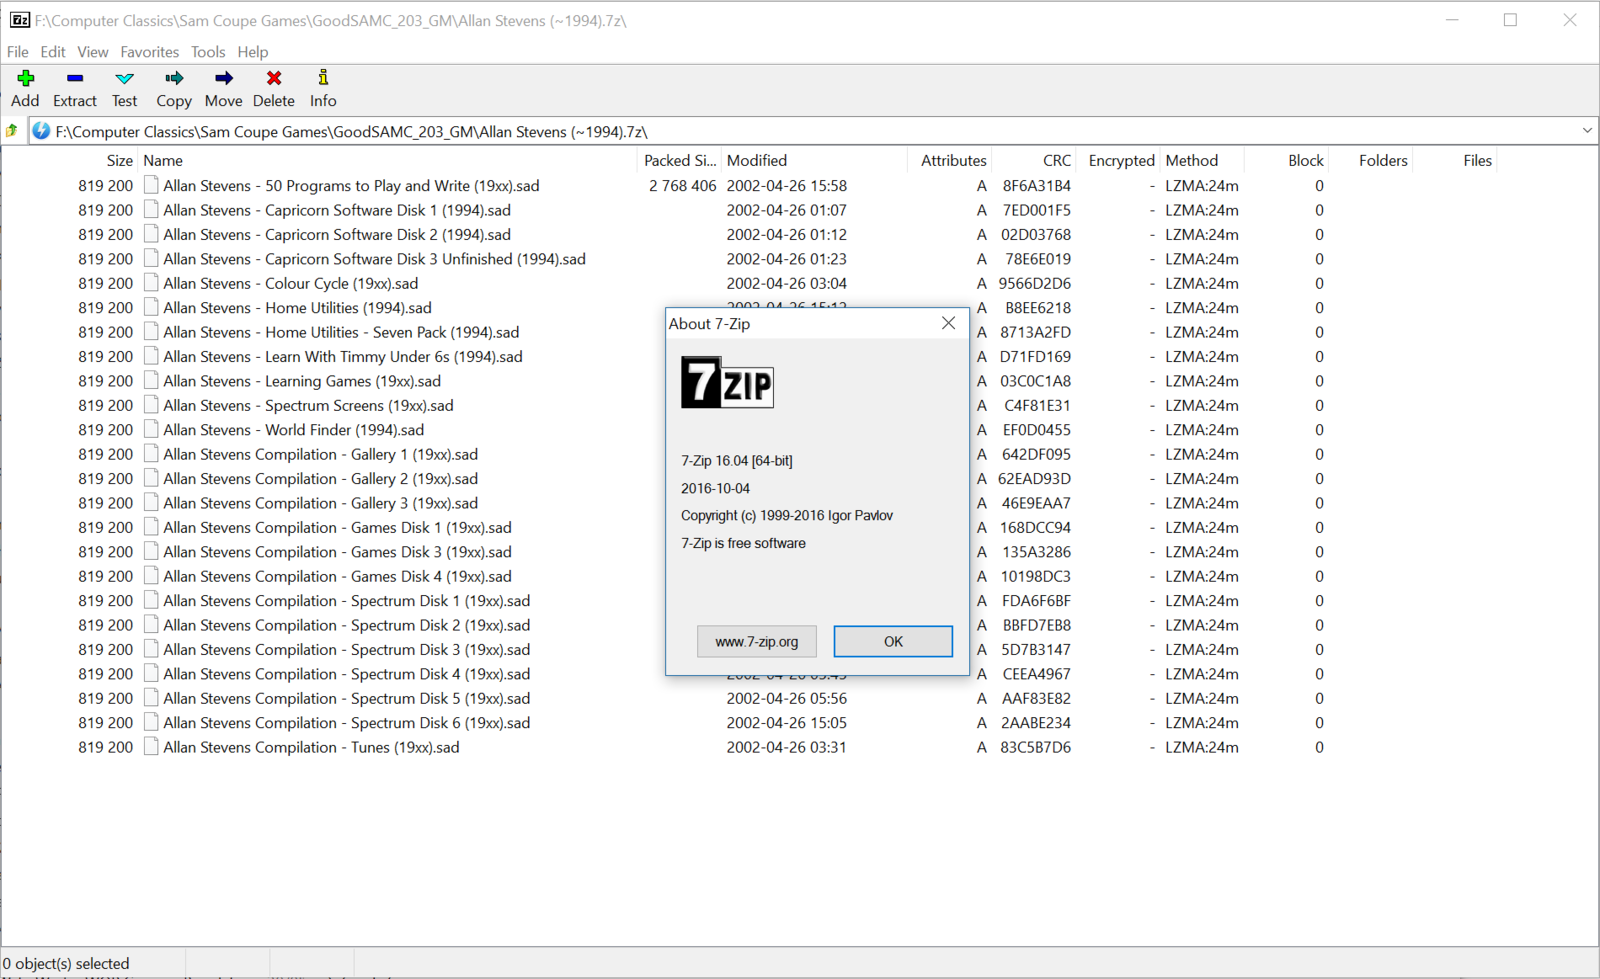 F:\Computer Classics\Sam Coupe Games\GoodSAMC_203_GM\Allan Stevens (~1994).7z\
File Edit View Favorites Tools Help
Add Extract Test Copy Move Delete Info
F:\Computer Classics\Sam Coupe Games\GoodSAMC_203_GM\Allan Stevens (~1994).7z\
Size Name Packed Si... Modified Attributes CRC Encrypted Method Block Folders Files
819 200 Allan Stevens - 50 Programs to Play and Write (19xx).sad 2 768 406 2002-04-26 15:58 A 8F6A31B4 - LZMA:24m 0
819 200 Allan Stevens - Capricorn Software Disk 1 (1994).sad 2002-04-26 01:07 A 7ED001F5 - LZMA:24m 0
819 200 Allan Stevens - Capricorn Software Disk 2 (1994).sad 2002-04-26 01:12 A 02D03768 - LZMA:24m 0
819 200 Allan Stevens - Capricorn Software Disk 3 Unfinished (1994).sad 2002-04-26 01:23 A 78E6E019 - LZMA:24m 0
819 200 Allan Stevens - Colour Cycle (19xx).sad 2002-04-26 03:04 A 9566D2D6 - LZMA:24m 0
819 200 Allan Stevens - Home Utilities (1994).sad A B8EE6218 - LZMA:24m 0
819 200 Allan Stevens - Home Utilities - Seven Pack (1994).sad A 8713A2FD - LZMA:24m 0
819 200 Allan Stevens - Learn With Timmy Under 6s (1994).sad A D71FD169 - LZMA:24m 0
819 200 Allan Stevens - Learning Games (19xx).sad A 03C0C1A8 - LZMA:24m 0
819 200 Allan Stevens - Spectrum Screens (19xx).sad A C4F81E31 - LZMA:24m 0
819 200 Allan Stevens - World Finder (1994).sad A EF0D0455 - LZMA:24m 0
819 200 Allan Stevens Compilation - Gallery 1 (19xx).sad A 642DF095 - LZMA:24m 0
819 200 Allan Stevens Compilation - Gallery 2 (19xx).sad A 62EAD93D - LZMA:24m 0
819 200 Allan Stevens Compilation - Gallery 3 (19xx).sad A 46E9EAA7 - LZMA:24m 0
819 200 Allan Stevens Compilation - Games Disk 1 (19xx).sad A 168DCC94 - LZMA:24m 0
819 200 Allan Stevens Compilation - Games Disk 3 (19xx).sad A 135A3286 - LZMA:24m 0
819 200 Allan Stevens Compilation - Games Disk 4 (19xx).sad A 10198DC3 - LZMA:24m 0
819 200 Allan Stevens Compilation - Spectrum Disk 1 (19xx).sad A FDA6F6BF - LZMA:24m 0
819 200 Allan Stevens Compilation - Spectrum Disk 2 (19xx).sad A BBFD7EB8 - LZMA:24m 0
819 200 Allan Stevens Compilation - Spectrum Disk 3 (19xx).sad A 5D7B3147 - LZMA:24m 0
819 200 Allan Stevens Compilation - Spectrum Disk 4 (19xx).sad A CEEA4967 - LZMA:24m 0
819 200 Allan Stevens Compilation - Spectrum Disk 5 (19xx).sad 2002-04-26 05:56 A AAF83E82 - LZMA:24m 0
819 200 Allan Stevens Compilation - Spectrum Disk 6 (19xx).sad 2002-04-26 15:05 A 2AABE234 - LZMA:24m 0
819 200 Allan Stevens Compilation - Tunes (19xx).sad 2002-04-26 03:31 A 83C5B7D6 - LZMA:24m 0
About 7-Zip
7ZIP
7-Zip 16.04 [64-bit]
2016-10-04
Copyright (c) 1999-2016 Igor Pavlov
7-Zip is free software
www.7-zip.org OK
0 object(s) selected